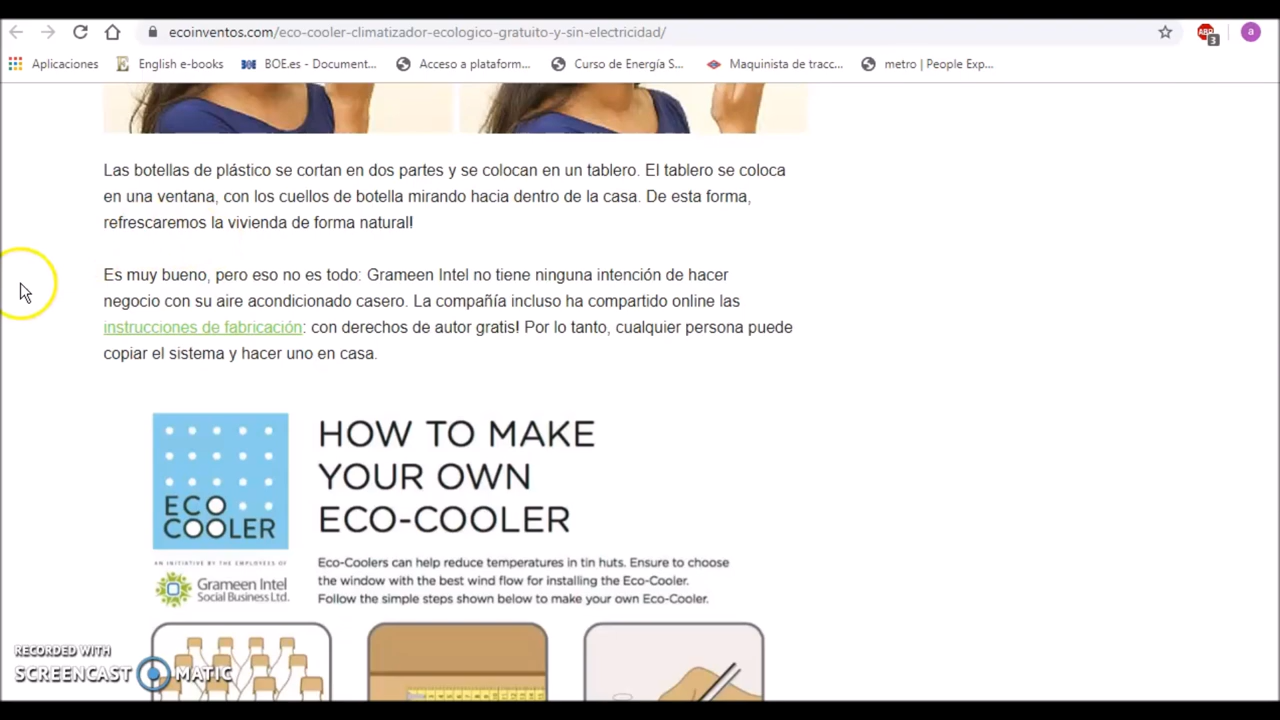 ecoinventos.com/eco-cooler-climatizador-ecologico-gratuito-y-sin-electricidad/
ABP
3
a
Aplicaciones
English e-books
BOE.es - Document...
Acceso a plataform...
Curso de Energía S...
Maquinista de tracc...
metro | People Exp...
Las botellas de plástico se cortan en dos partes y se colocan en un tablero. El tablero se coloca
en una ventana, con los cuellos de botella mirando hacia dentro de la casa. De esta forma,
refrescaremos la vivienda de forma natural!
Es muy bueno, pero eso no es todo: Grameen Intel no tiene ninguna intención de hacer
negocio con su aire acondicionado casero. La compañía incluso ha compartido online las
instrucciones de fabricación: con derechos de autor gratis! Por lo tanto, cualquier persona puede
copiar el sistema y hacer uno en casa.
ECO
COOLER
AN INITIATIVE BY THE EMPLOYEES OF
Grameen Intel
Social Business Ltd.
HOW TO MAKE
YOUR OWN
ECO-COOLER
Eco-Coolers can help reduce temperatures in tin huts. Ensure to choose
the window with the best wind flow for installing the Eco-Cooler.
Follow the simple steps shown below to make your own Eco-Cooler.
RECORDED WITH
SCREENCAST MATIC